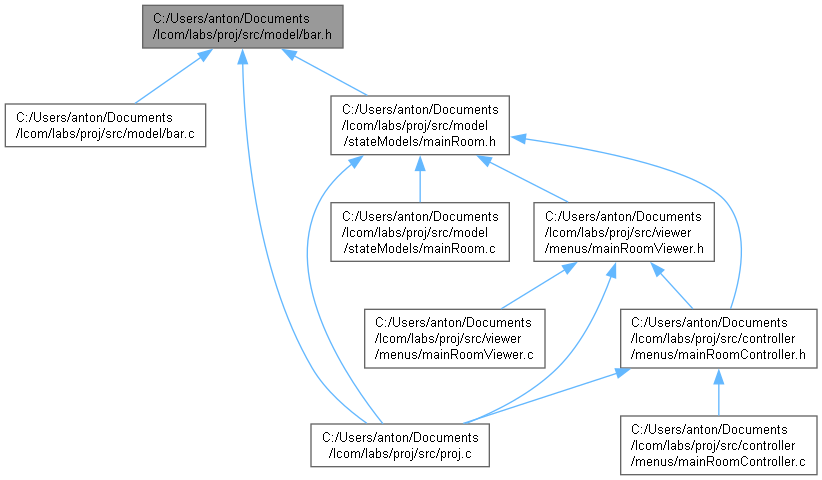 C:/Users/anton/Documents
/lcom/labs/proj/src/model/bar.h
C:/Users/anton/Documents
/lcom/labs/proj/src/model/bar.c
C:/Users/anton/Documents
/lcom/labs/proj/src/model
/stateModels/mainRoom.h
C:/Users/anton/Documents
/lcom/labs/proj/src/model
/stateModels/mainRoom.c
C:/Users/anton/Documents
/lcom/labs/proj/src/viewer
/menus/mainRoomViewer.h
C:/Users/anton/Documents
/lcom/labs/proj/src/viewer
/menus/mainRoomViewer.c
C:/Users/anton/Documents
/lcom/labs/proj/src/controller
/menus/mainRoomController.h
C:/Users/anton/Documents
/lcom/labs/proj/src/proj.c
C:/Users/anton/Documents
/lcom/labs/proj/src/controller
/menus/mainRoomController.c